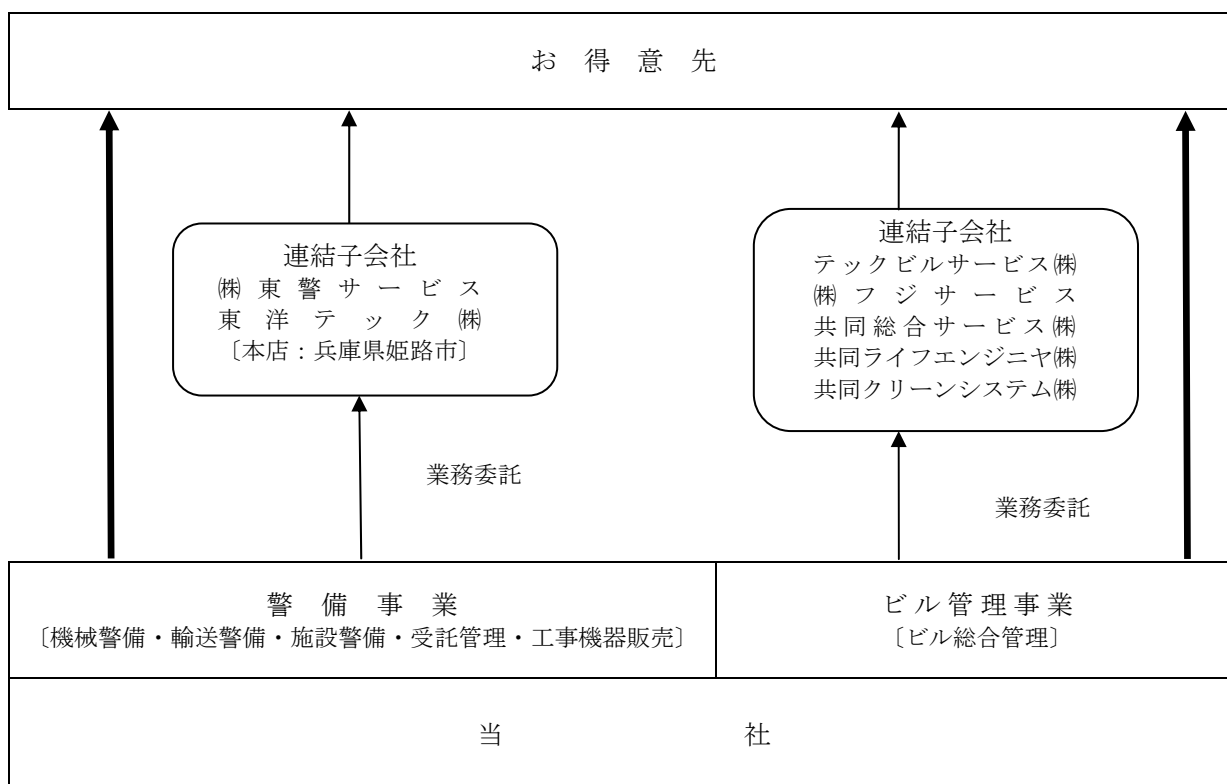 お得意先
連結子会社
㈱東警サービス
東洋テック㈱
〔本店：兵庫県姫路市〕
連結子会社
テックビルサービス㈱
㈱フジサービス
共同総合サービス㈱
共同ライフエンジニヤ㈱
共同クリーンシステム㈱
業務委託
業務委託
警備事業
〔機械警備・輸送警備・施設警備・受託管理・工事機器販売〕
ビル管理事業
〔ビル総合管理〕
当社